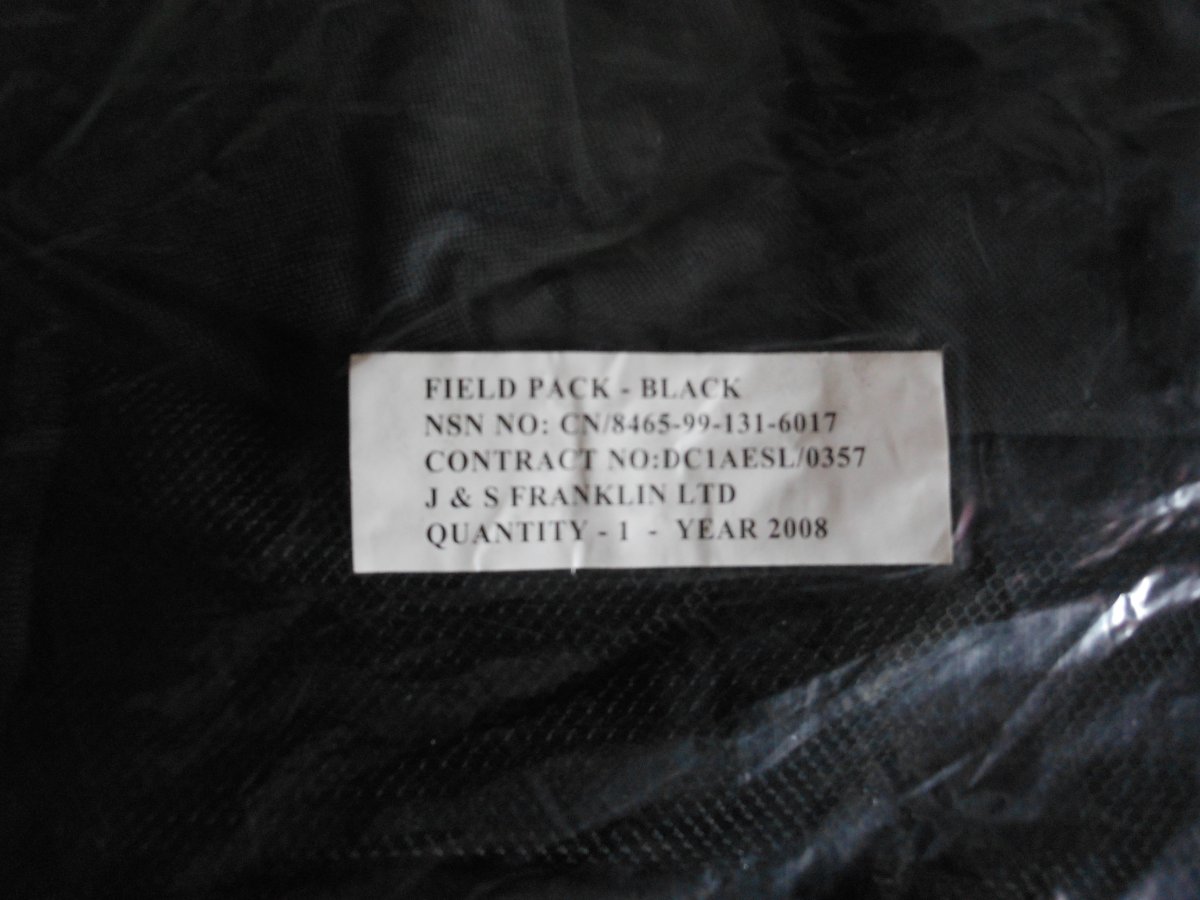 FIELD PACK - BLACK
NSN NO: CN/8465-99-131-6017
CONTRACT NO:DC1AESL/0357
J & S FRANKLIN LTD
QUANTITY - 1 - YEAR 2008